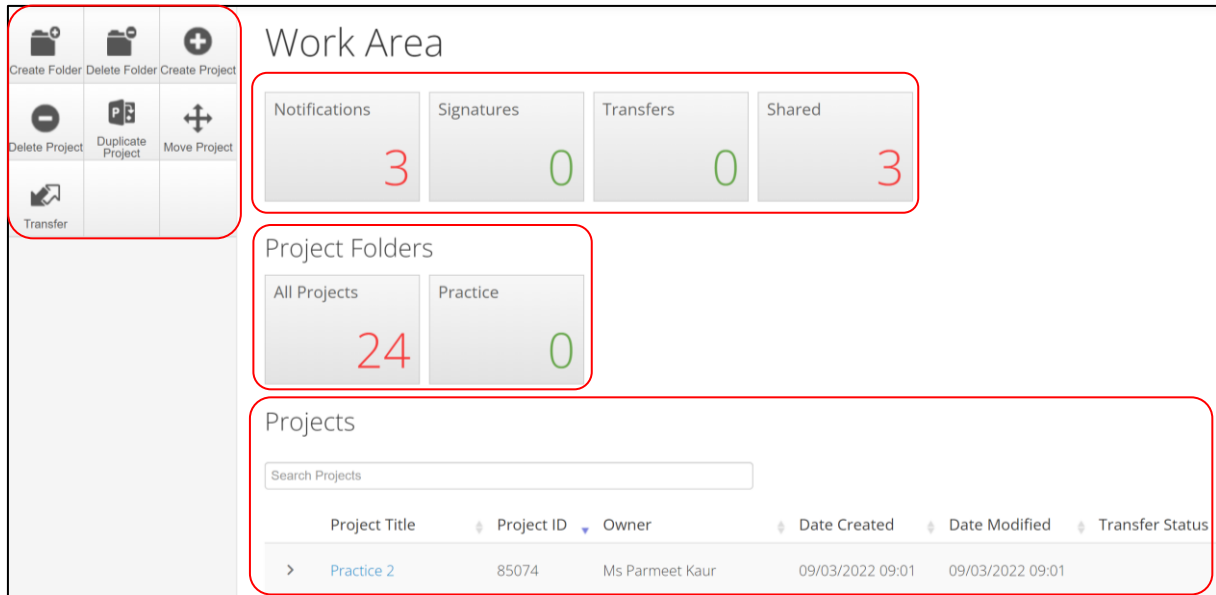 Create Folder Delete Folder Create Project
Delete Project Duplicate Project Move Project
Transfer
Work Area
Notifications Signatures Transfers Shared
3 0 0 3
Project Folders
All Projects Practice
24 0
Projects
Search Projects
Project Title Project ID Owner Date Created Date Modified Transfer Status
Practice 2 85074 Ms Parmeet Kaur 09/03/2022 09:01 09/03/2022 09:01